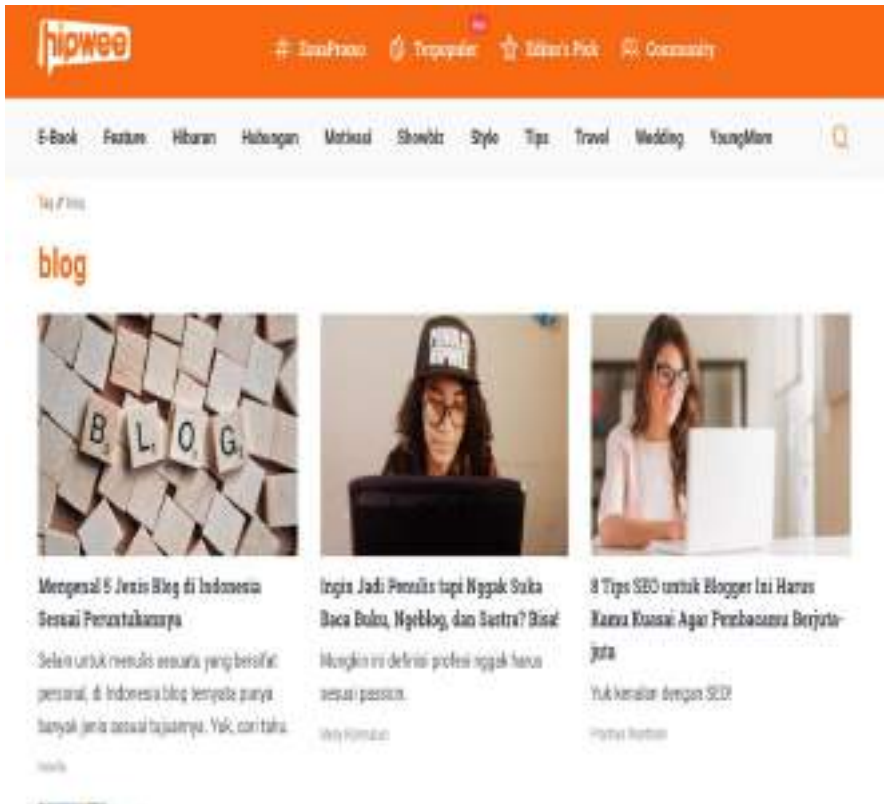 hipwee
# ZonaPromo Terpopuler Editor's Pick Community
E-Book Feature Hiburan Hubungan Motivasi Showbiz Style Tips Travel Wedding YoungMom
blog
B L O G
Mengenal 5 Jenis Blog di Indonesia
Sesuai Peruntukannya
Selain untuk menulis sesuatu yang bersifat
personal, di Indonesia blog ternyata punya
banyak jenis sesuai tujuannya. Yuk, cari tahu.
Ingin Jadi Penulis tapi Nggak Suka
Baca Buku, Ngeblog, dan Sastra? Bisa!
Mungkin ini definisi profesi nggak harus
sesuai passion.
8 Tips SEO untuk Blogger Ini Harus
Kamu Kuasai Agar Pembacamu Berjuta-
juta
Yuk kenalan dengan SEO!